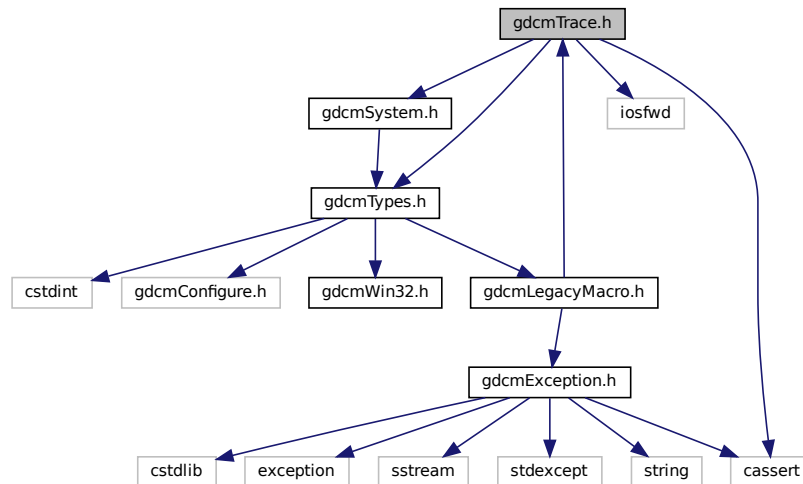 gdcmTrace.h
gdcmSystem.h
iosfwd
gdcmTypes.h
cstdint
gdcmConfigure.h
gdcmWin32.h
gdcmLegacyMacro.h
gdcmException.h
cstdlib
exception
sstream
stdexcept
string
cassert